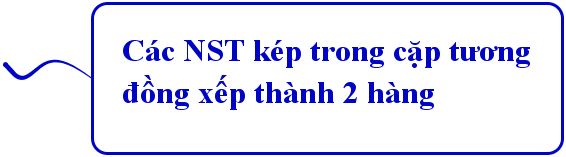 Các NST kép trong cặp tương
đồng xếp thành 2 hàng